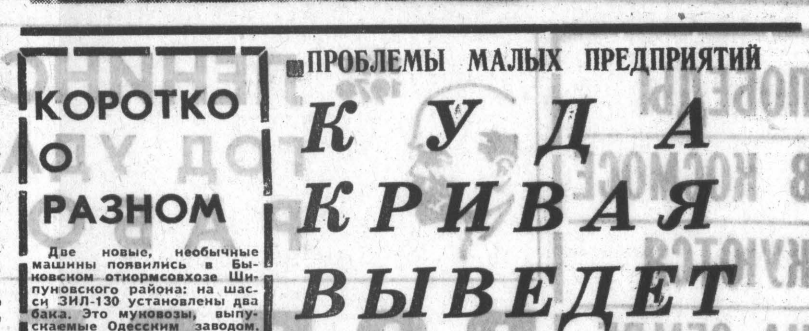 КОРОТКО
О
РАЗНОМ
Две новые, необычные
машины появились в Бы-
ковском откормсовхозе Ши-
пуновского района: на шас-
си ЗИЛ-130 установлены два
бака. Это муковозы, выпу-
скаемые Одесским заводом.
ПРОБЛЕМЫ МАЛЫХ ПРЕДПРИЯТИЙ
КУДА
КРИВАЯ
ВЫВЕДЕТ